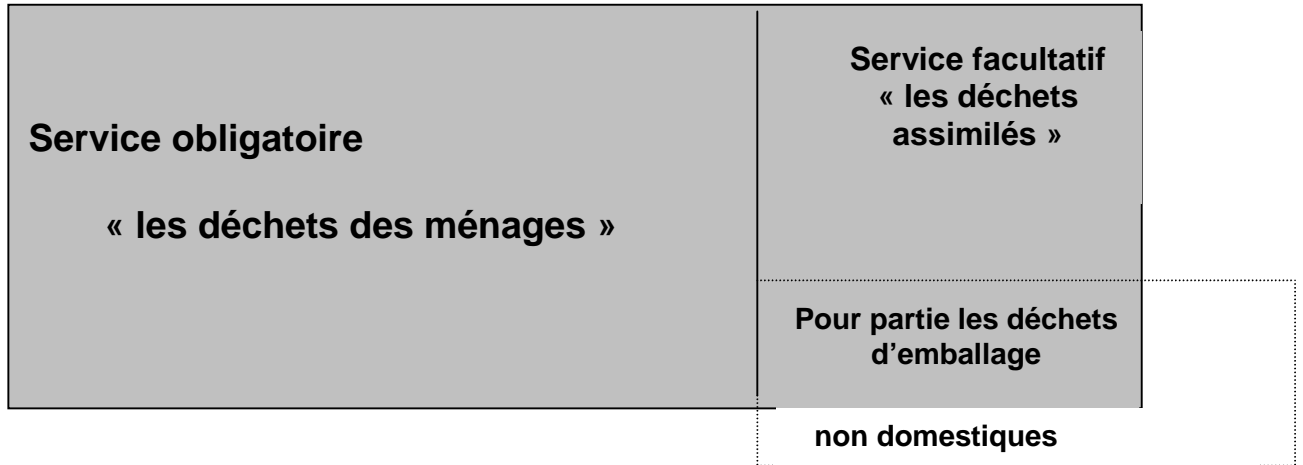 Service obligatoire
« les déchets des ménages »
Service facultatif
« les déchets
assimilés »
Pour partie les déchets
d’emballage
non domestiques